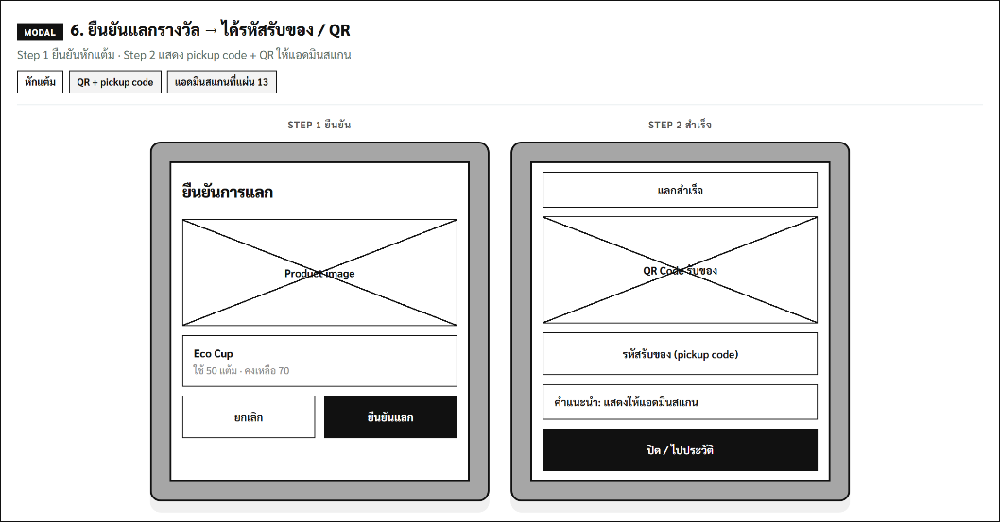 MODAL 6. ยืนยันแลกรางวัล → ได้รหัสรับของ / QR
Step 1 ยืนยันหักแต้ม · Step 2 แสดง pickup code + QR ให้แอดมินสแกน
หักแต้ม QR + pickup code แอดมินสแกนที่แผ่น 13
STEP 1 ยืนยัน
ยืนยันการแลก
Product image
Eco Cup
ใช้ 50 แต้ม · คงเหลือ 70
ยกเลิก ยืนยันแลก
STEP 2 สำเร็จ
แลกสำเร็จ
QR Code รับของ
รหัสรับของ (pickup code)
คำแนะนำ: แสดงให้แอดมินสแกน
ปิด / ไปประวัติ